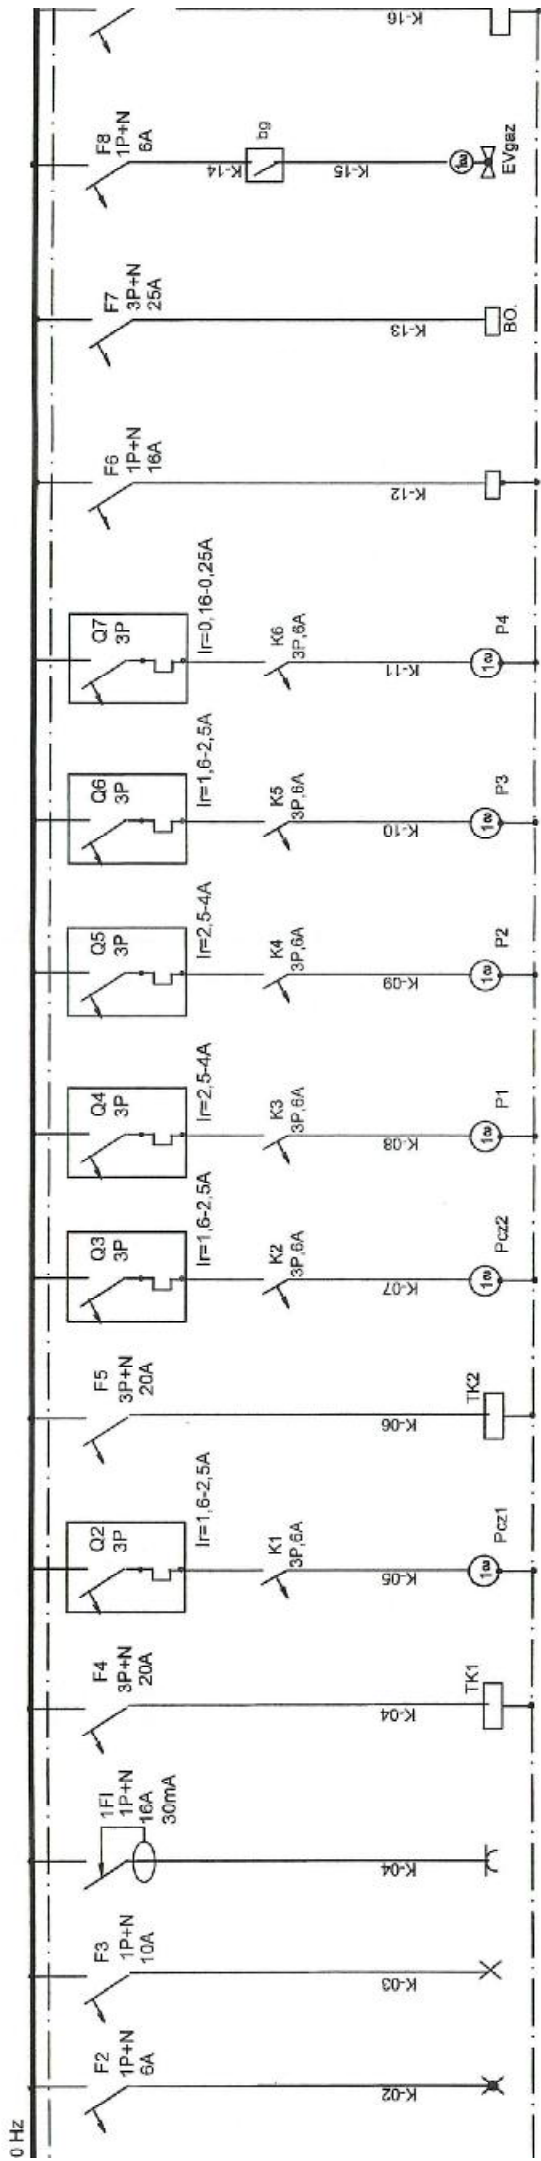 K-16
F8
1P+N
6A
K-14
bg
K-15
EVgaz
F7
3P+N
25A
K-13
BO.
F6
1P+N
16A
K-12
Q7
3P
Ir=0,16-0,25A
K6
3P,6A
K-11
P4
Q6
3P
Ir=1,6-2,5A
K5
3P,6A
K-10
P3
Q5
3P
Ir=2,5-4A
K4
3P,6A
K-09
P2
Q4
3P
Ir=2,5-4A
K3
3P,6A
K-08
P1
Q3
3P
Ir=1,6-2,5A
K2
3P,6A
K-07
Pcz2
F5
3P+N
20A
K-06
TK2
Q2
3P
Ir=1,6-2,5A
K1
3P,6A
K-05
Pcz1
F4
3P+N
20A
K-04
TK1
1FI
1P+N
16A
30mA
K-04
F3
1P+N
10A
K-03
F2
1P+N
6A
K-02
0 Hz